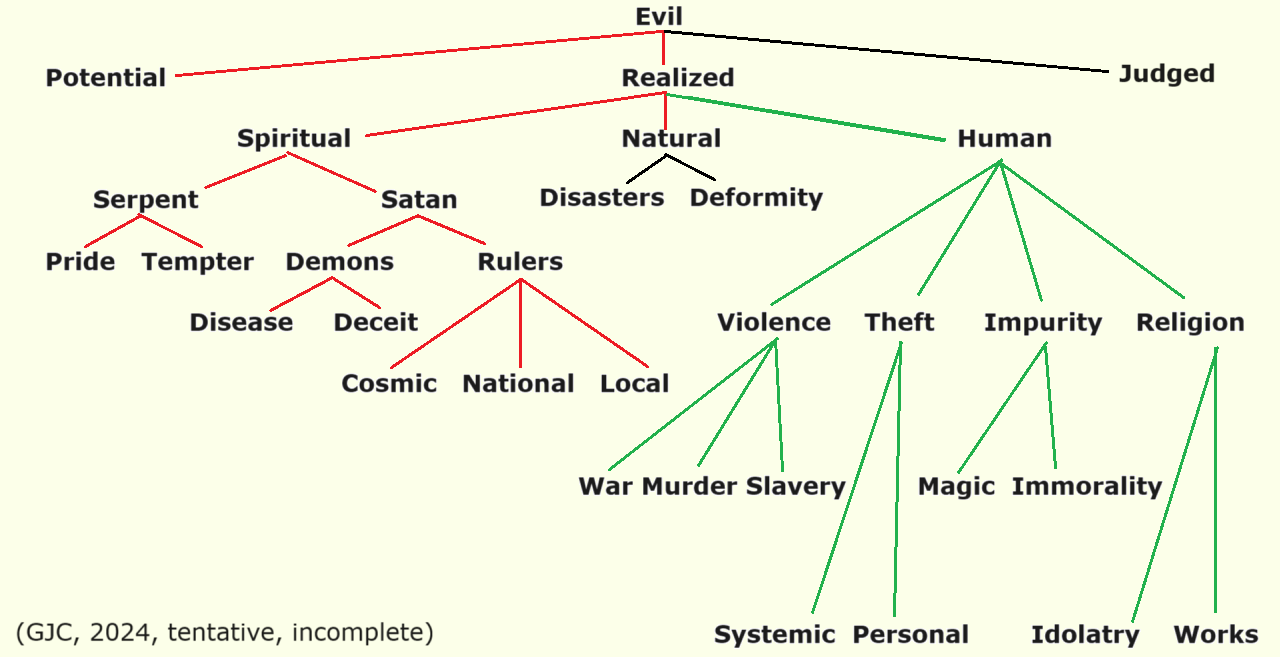 Evil
Potential Realized Judged
Spiritual Natural Human
Serpent Satan Disasters Deformity
Pride Tempter Demons Rulers
Disease Deceit Violence Theft Impurity Religion
Cosmic National Local
War Murder Slavery Magic Immorality
Systemic Personal Idolatry Works
(GJC, 2024, tentative, incomplete)